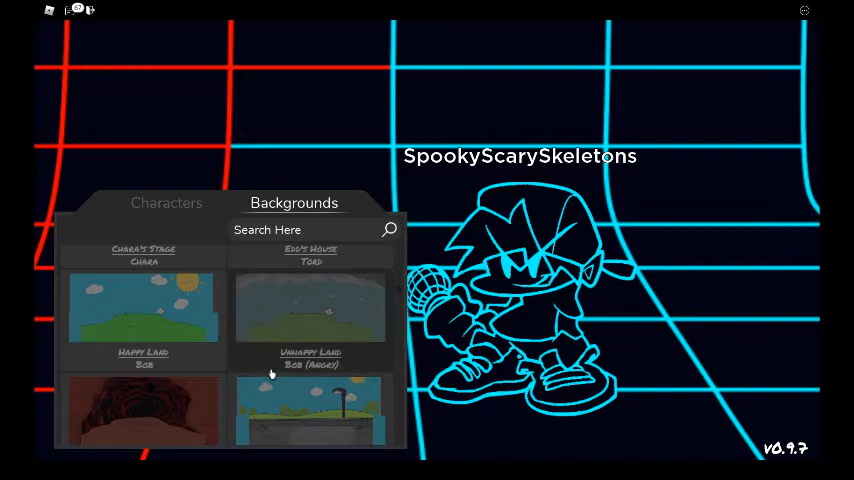 67
SpookyScarySkeletons
Characters
Backgrounds
Search Here
Chara's Stage
Chara
Edd's House
Tord
Happy Land
Bob
Unhappy Land
Bob (Angry)
v0.9.7